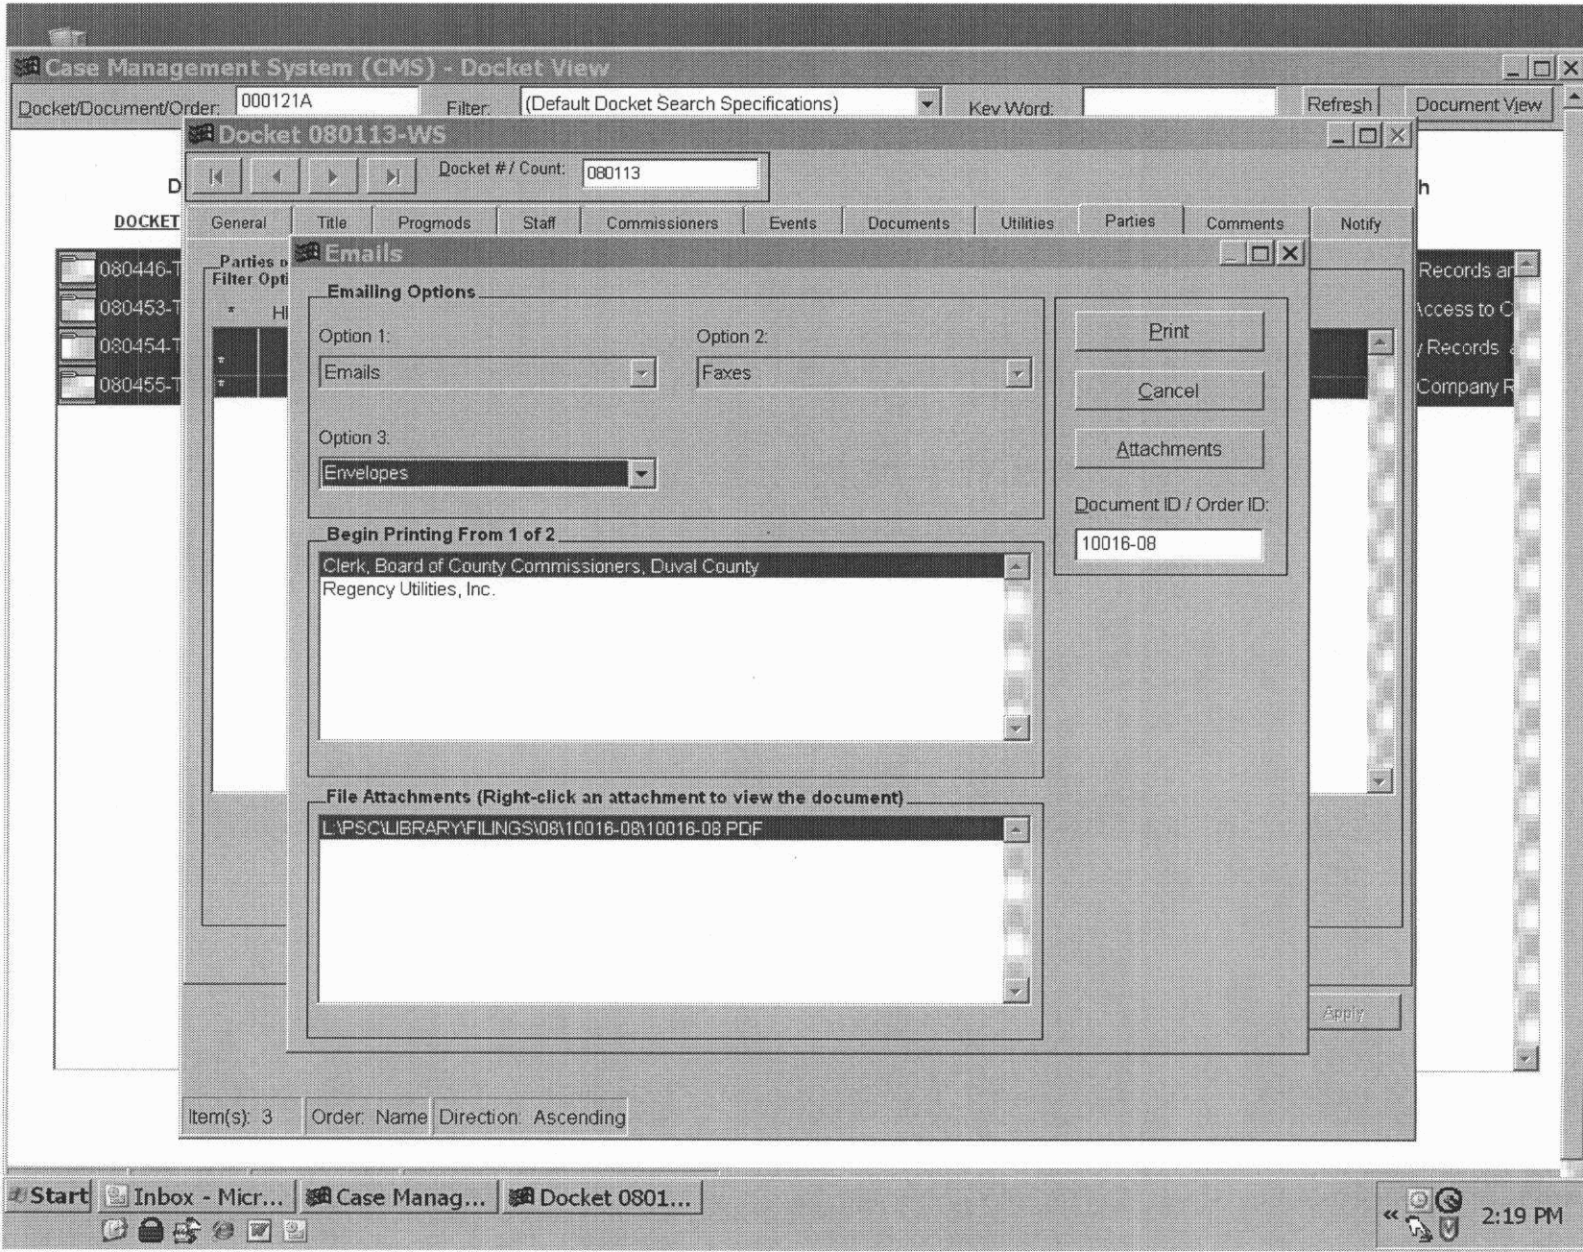 Case Management System (CMS) - Docket View
Docket/Document/Order: 000121A Filter: (Default Docket Search Specifications) Key Word: Refresh Document View
Docket 080113-WS
Docket # / Count: 080113
D h
DOCKET
General Title Progmods Staff Commissioners Events Documents Utilities Parties Comments Notify
Parties
Filter Opti
* H
Emails
080446-T Records an
080453-T Access to C
080454-T y Records a
080455-T Company R
*
*
Emailing Options
Option 1: Option 2:
Emails Faxes
Option 3:
Envelopes
Print
Cancel
Attachments
Document ID / Order ID:
10016-08
Begin Printing From 1 of 2
Clerk, Board of County Commissioners, Duval County
Regency Utilities, Inc.
File Attachments (Right-click an attachment to view the document)
L:\PSC\LIBRARY\FILINGS\08\10016-08\10016-08.PDF
Apply
Item(s): 3 Order: Name Direction: Ascending
Start Inbox - Micr... Case Manag... Docket 0801...
« 2:19 PM